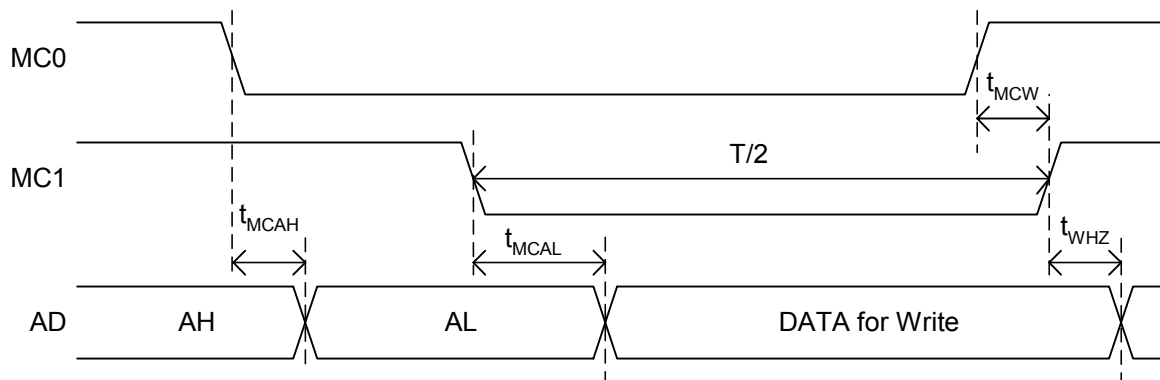 MC0
t_MCW
T/2
MC1
t_MCAH
t_MCAL
t_WHZ
AD AH AL DATA for Write